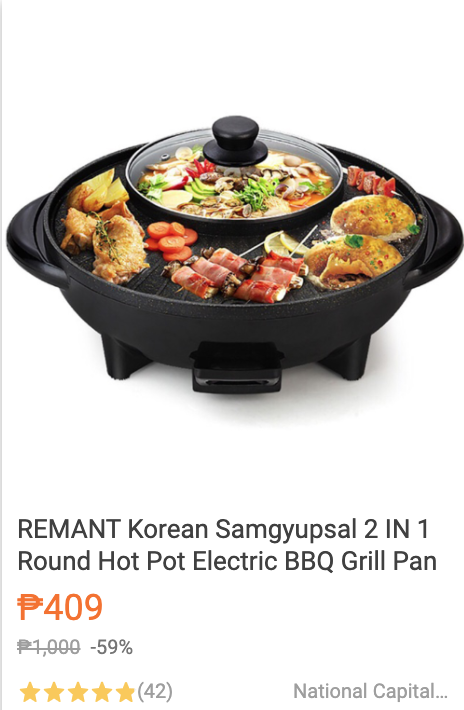 REMANT Korean Samgyupsal 2 IN 1
Round Hot Pot Electric BBQ Grill Pan
₱409
₱1,000 -59%
(42) National Capital...